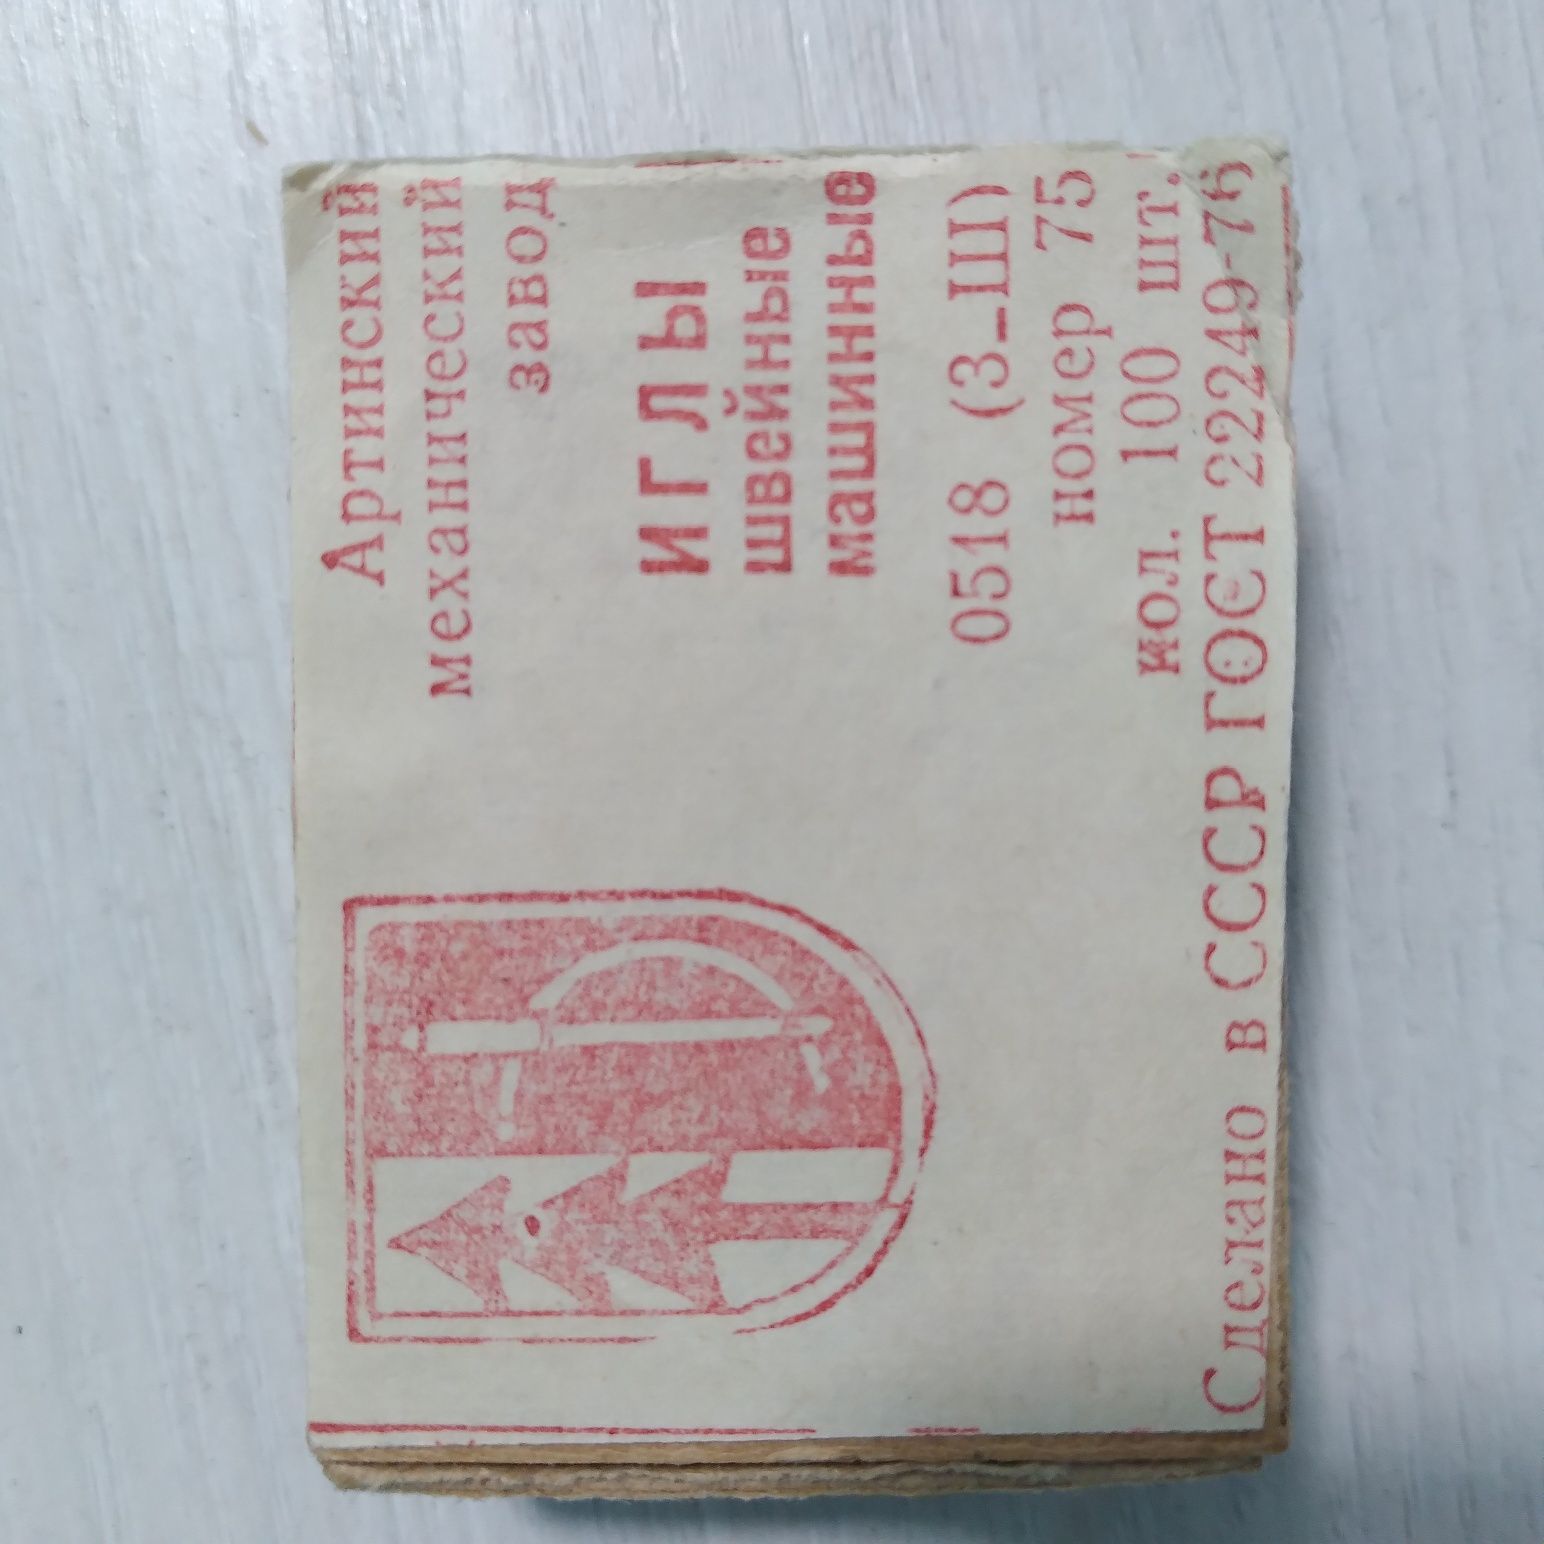 Артинский
механический
завод
ИГЛЫ
швейные
машинные
0518 (3-Ш)
номер 75
кол. 100 шт.
Сделано в СССР ГОСТ 22249-76